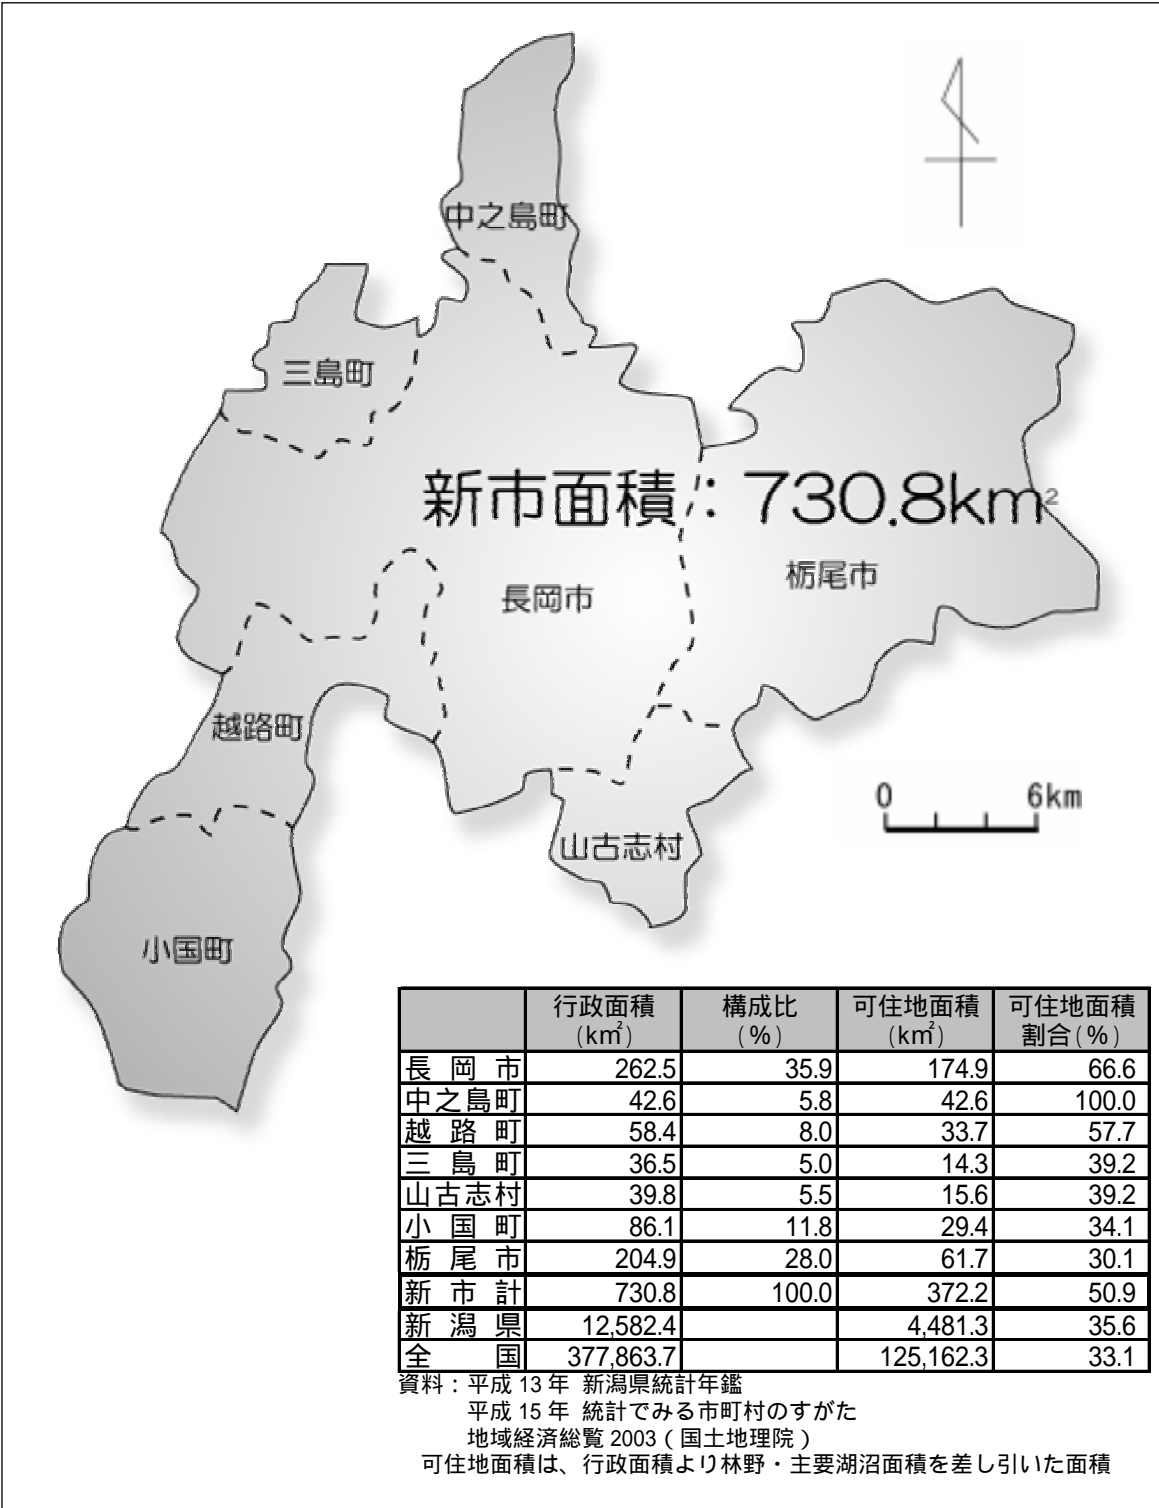 中之島町
三島町
新市面積：730.8km²
栃尾市
長岡市
越路町
0 6km
山古志村
小国町
行政面積 構成比 可住地面積 可住地面積
(km²) (%) (km²) 割合(%)
長岡市 262.5 35.9 174.9 66.6
中之島町 42.6 5.8 42.6 100.0
越路町 58.4 8.0 33.7 57.7
三島町 36.5 5.0 14.3 39.2
山古志村 39.8 5.5 15.6 39.2
小国町 86.1 11.8 29.4 34.1
栃尾市 204.9 28.0 61.7 30.1
新市計 730.8 100.0 372.2 50.9
新潟県 12,582.4 4,481.3 35.6
全国 377,863.7 125,162.3 33.1
資料：平成13年 新潟県統計年鑑
平成15年 統計でみる市町村のすがた
地域経済総覧2003（国土地理院）
可住地面積は、行政面積より林野・主要湖沼面積を差し引いた面積